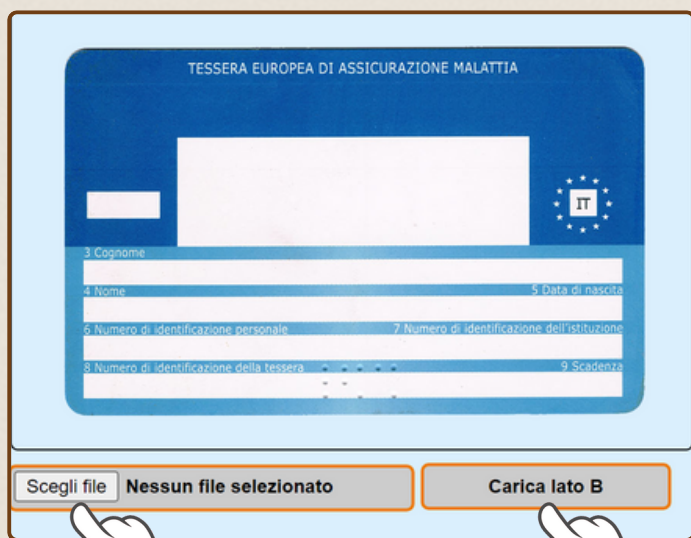 TESSERA EUROPEA DI ASSICURAZIONE MALATTIA
IT
3 Cognome
4 Nome 5 Data di nascita
6 Numero di identificazione personale 7 Numero di identificazione dell'istituzione
8 Numero di identificazione della tessera 9 Scadenza
Scegli file Nessun file selezionato Carica lato B